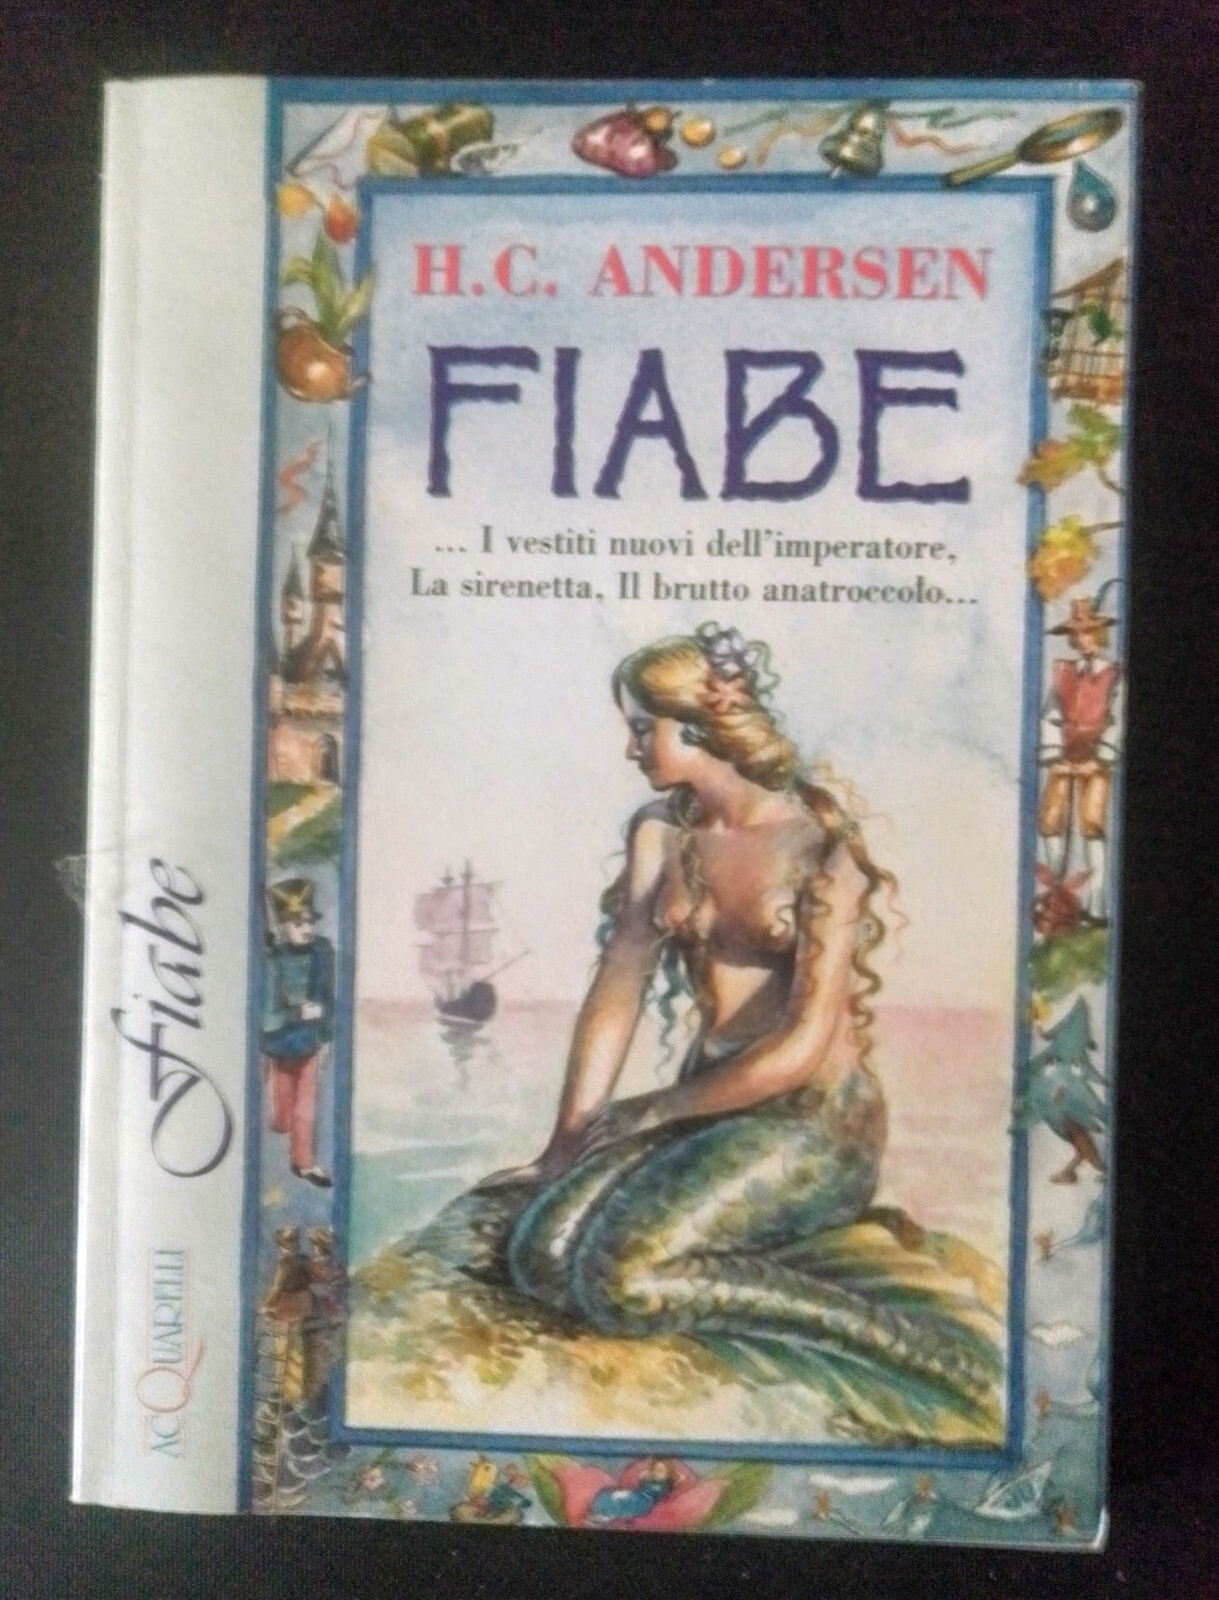 H.C. ANDERSEN
FIABE
... I vestiti nuovi dell'imperatore,
La sirenetta, Il brutto anatroccolo...
fiabe
ACQUARELLI